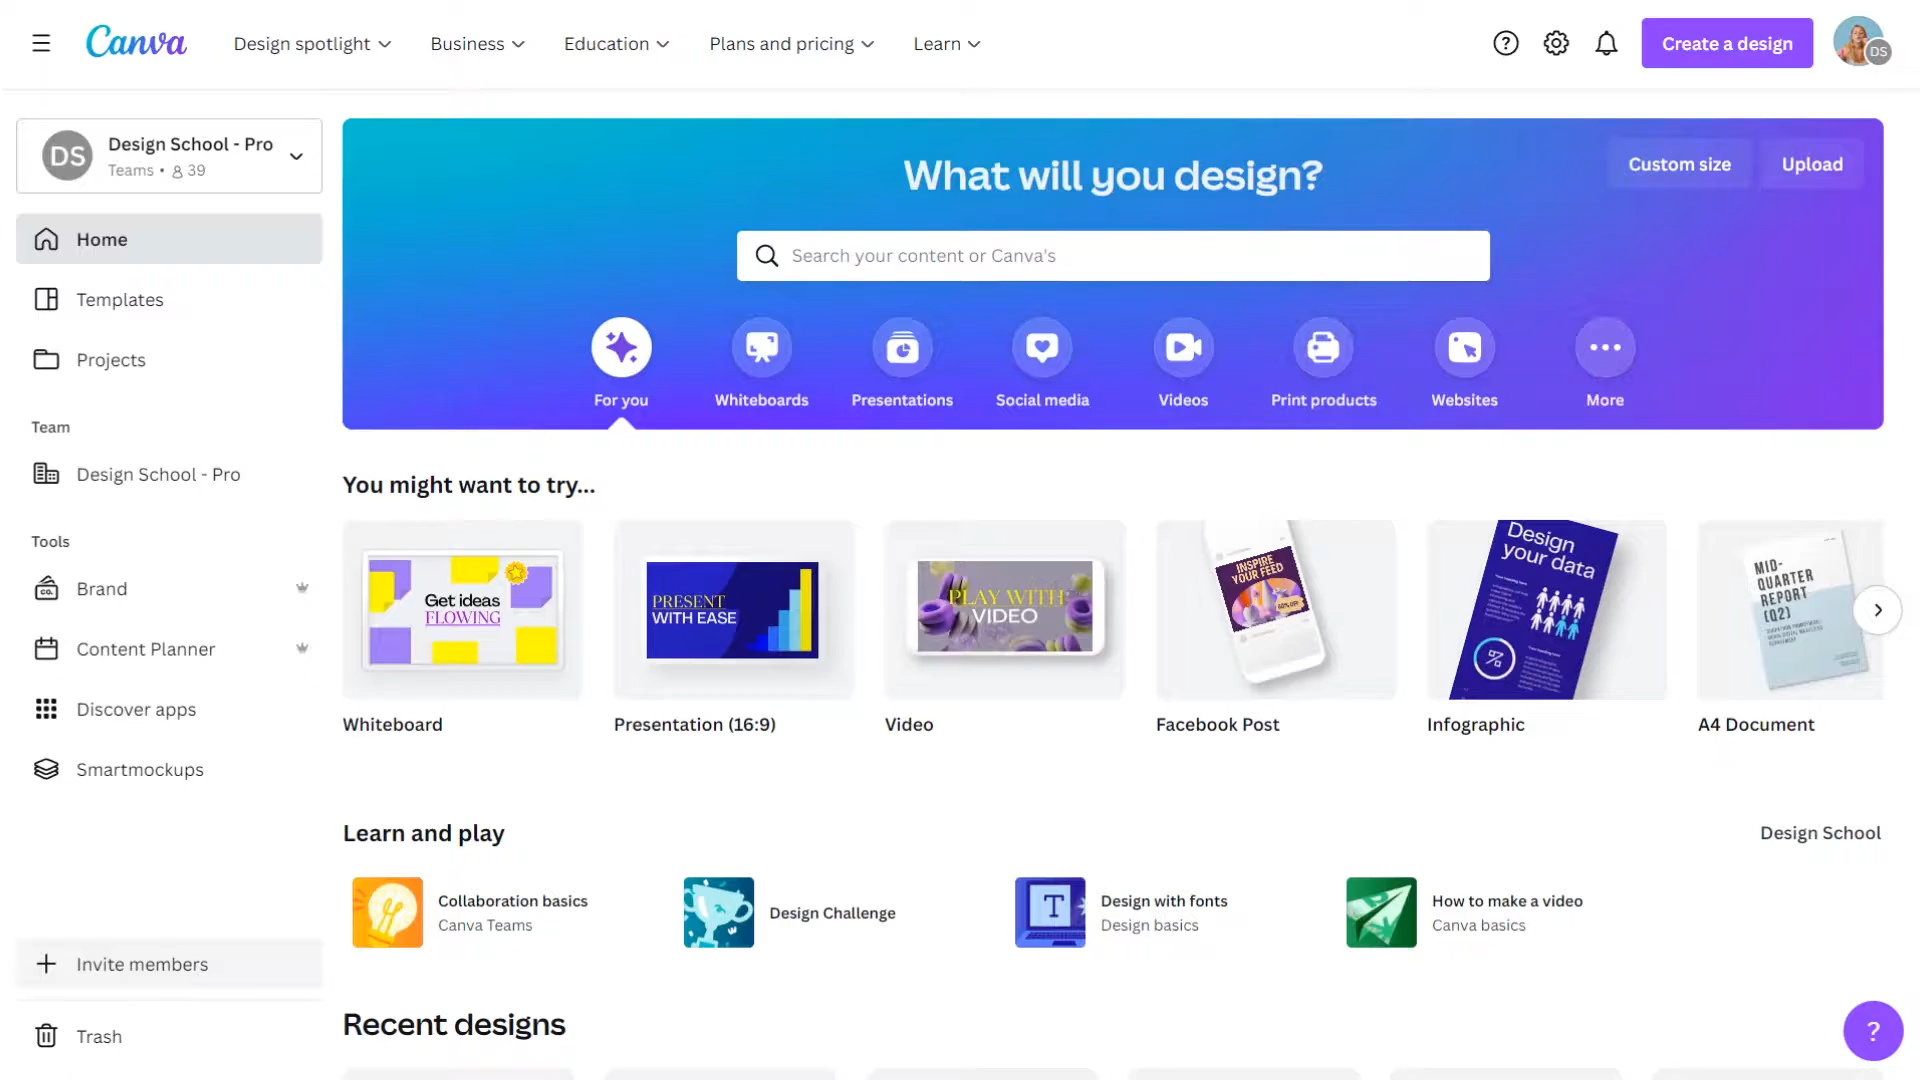 Canva
Design spotlight
Business
Education
Plans and pricing
Learn
Create a design
DS
DS
Design School - Pro
Teams • 39
Home
Templates
Projects
Team
Design School - Pro
Tools
Brand
Content Planner
Discover apps
Smartmockups
Invite members
Trash
What will you design?
Custom size
Upload
Search your content or Canva's
For you
Whiteboards
Presentations
Social media
Videos
Print products
Websites
More
You might want to try...
Get ideas
FLOWING
PRESENT
WITH EASE
PLAY WITH
VIDEO
INSPIRE
YOUR FEED
Design
your data
MID-
QUARTER
REPORT
(Q2)
Whiteboard
Presentation (16:9)
Video
Facebook Post
Infographic
A4 Document
Learn and play
Design School
Collaboration basics
Canva Teams
Design Challenge
T
Design with fonts
Design basics
How to make a video
Canva basics
Recent designs
?